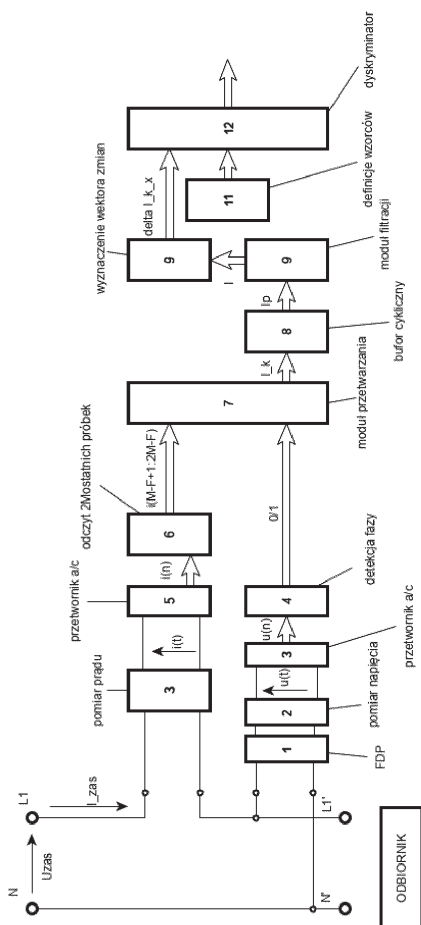 N
Uzas
L1
I_zas
pomiar prądu
3
i(t)
przetwornik a/c
5
i(n)
odczyt 2Mostatnich próbek
6
i(M-F+1:2M-F)
FDP
1
2
pomiar napięcia
u(t)
3
przetwornik a/c
u(n)
4
detekcja fazy
0/1
7
moduł przetwarzania
I_k
8
bufor cykliczny
Ip
9
moduł filtracji
I
9
wyznaczenie wektora zmian
delta I_k_x
11
definicje wzorców
12
dyskryminator
N'
L1'
ODBIORNIK